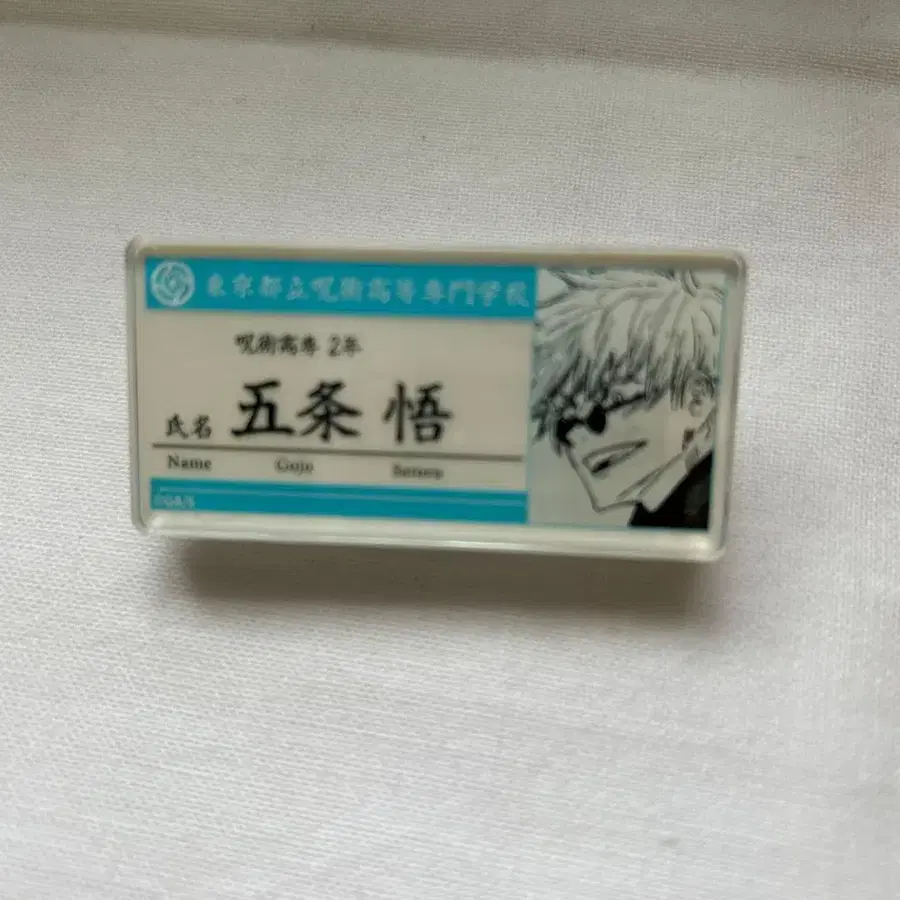 東京都立呪術高等専門学校
呪術高専 2年
氏名 五条 悟
Name Gojo Satoru